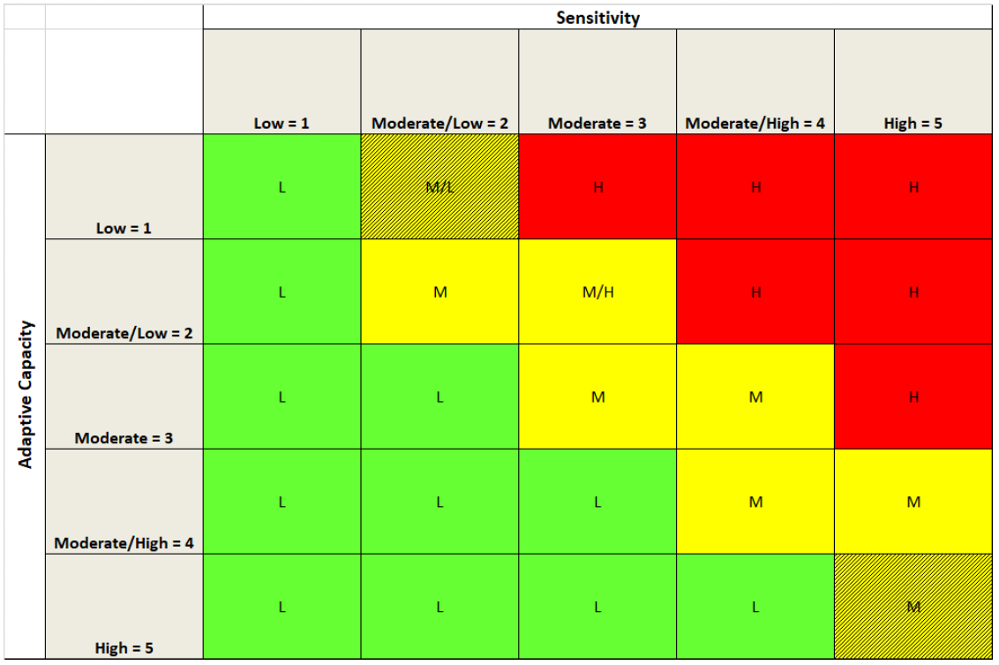 Sensitivity
Low = 1 Moderate/Low = 2 Moderate = 3 Moderate/High = 4 High = 5
Adaptive Capacity
L M/L H H H
Low = 1
L M M/H H H
Moderate/Low = 2
L L M M H
Moderate = 3
L L L M M
Moderate/High = 4
L L L L M
High = 5